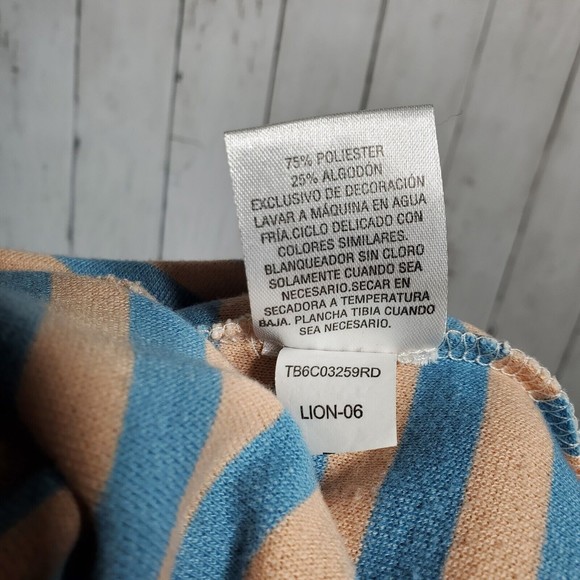 75% POLIESTER
25% ALGODÓN
EXCLUSIVO DE DECORACIÓN
LAVAR A MÁQUINA EN AGUA
FRÍA.CICLO DELICADO CON
COLORES SIMILARES.
BLANQUEADOR SIN CLORO
SOLAMENTE CUANDO SEA
NECESARIO.SECAR EN
SECADORA A TEMPERATURA
BAJA. PLANCHA TIBIA CUANDO
SEA NECESARIO.
TB6C03259RD
LION-06